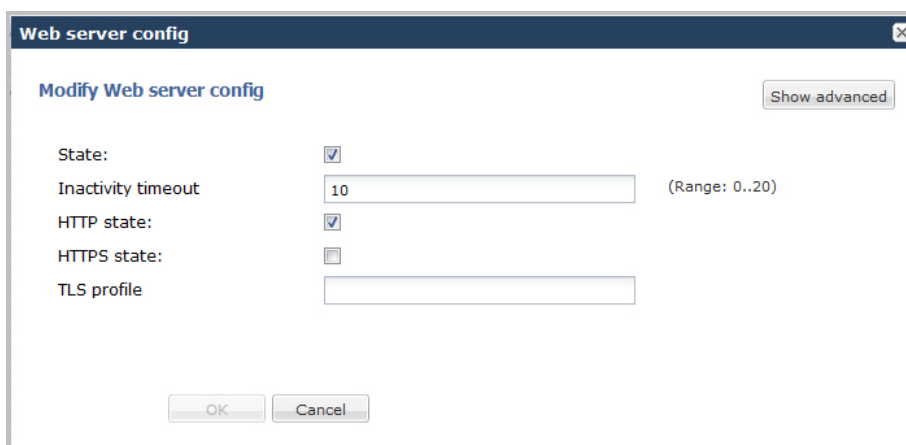 Web server config
Modify Web server config
Show advanced
State:
Inactivity timeout 10 (Range: 0..20)
HTTP state:
HTTPS state:
TLS profile
OK Cancel